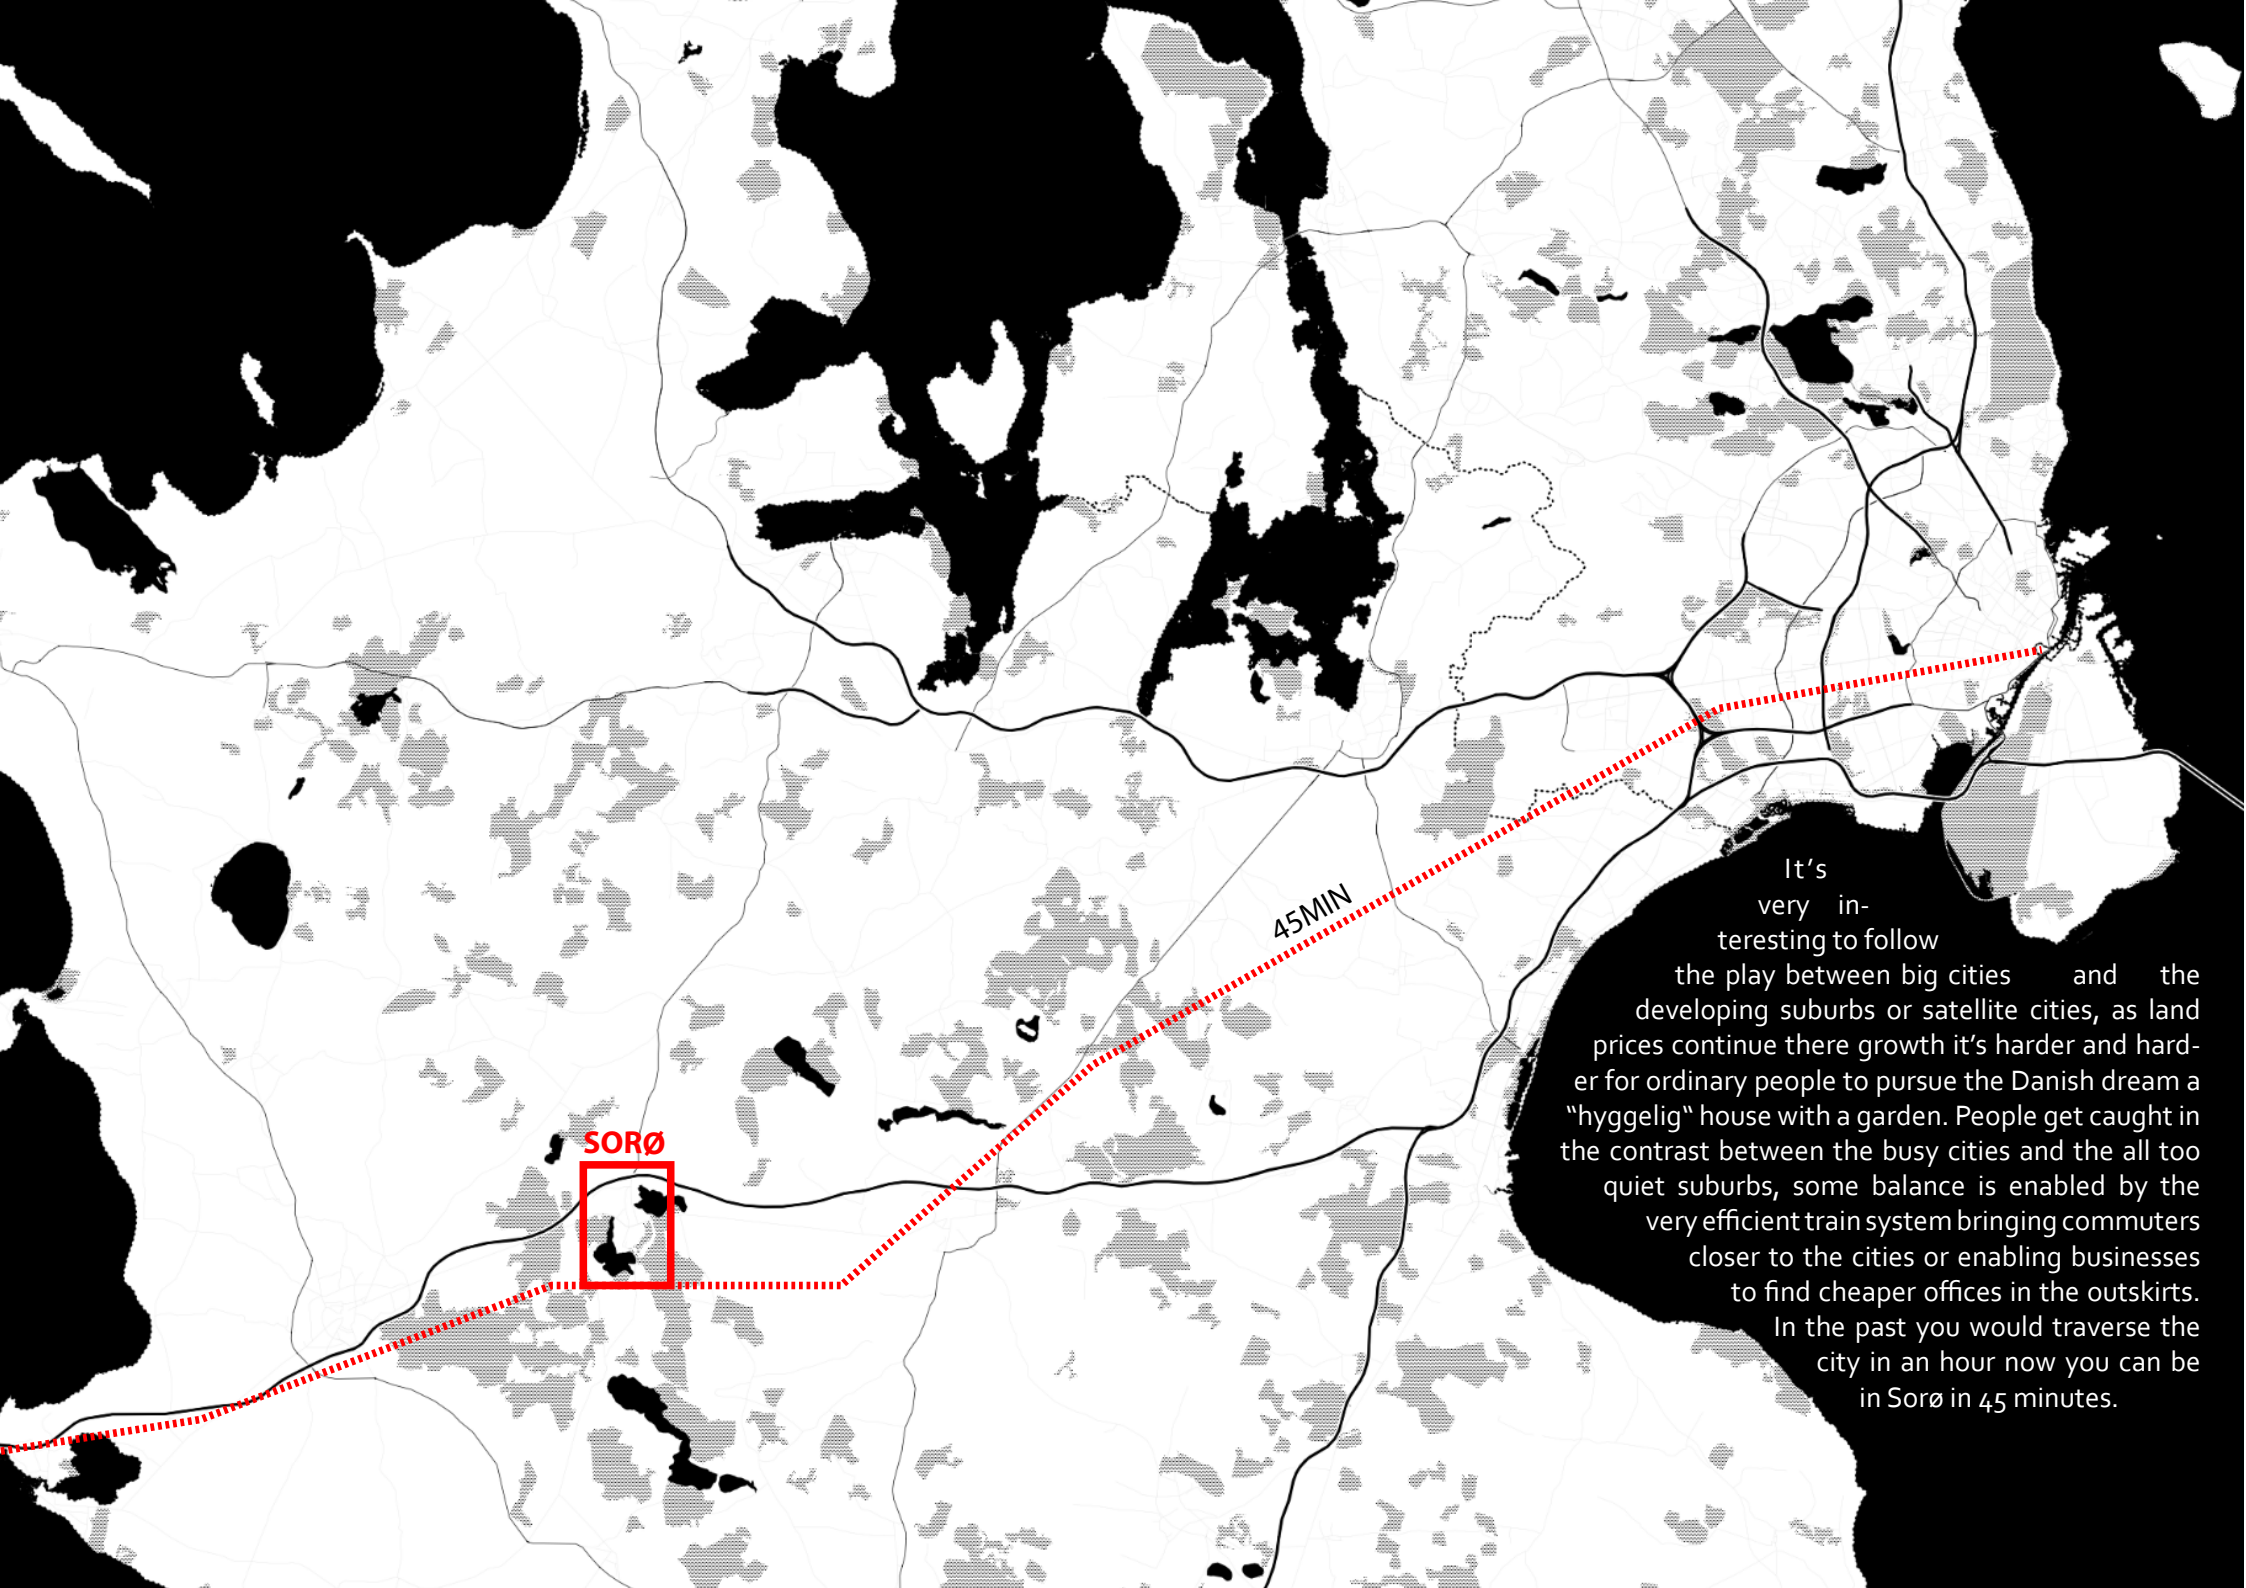 45MIN
SORØ
It's
very in-
teresting to follow
the play between big cities and the
developing suburbs or satellite cities, as land
prices continue there growth it's harder and hard-
er for ordinary people to pursue the Danish dream a
"hyggelig" house with a garden. People get caught in
the contrast between the busy cities and the all too
quiet suburbs, some balance is enabled by the
very efficient train system bringing commuters
closer to the cities or enabling businesses
to find cheaper offices in the outskirts.
In the past you would traverse the
city in an hour now you can be
in Sorø in 45 minutes.